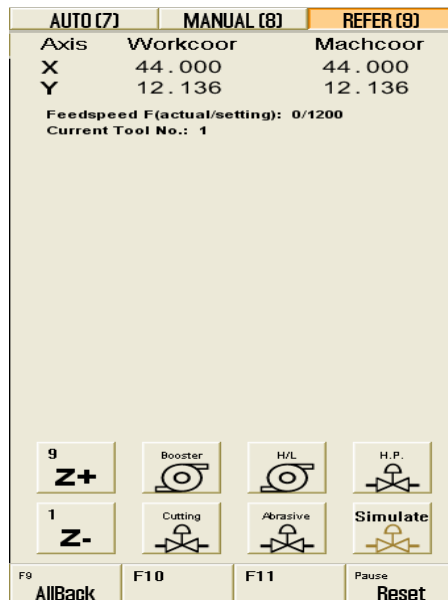 AUTO (7) MANUAL (8) REFER (9)
Axis Workcoor Machcoor
X 44.000 44.000
Y 12.136 12.136
Feedspeed F(actual/setting): 0/1200
Current Tool No.: 1
9 Z+ Booster H/L H.P.
1 Z- Cutting Abrasive Simulate
F9 AllBack F10 F11 Pause Reset